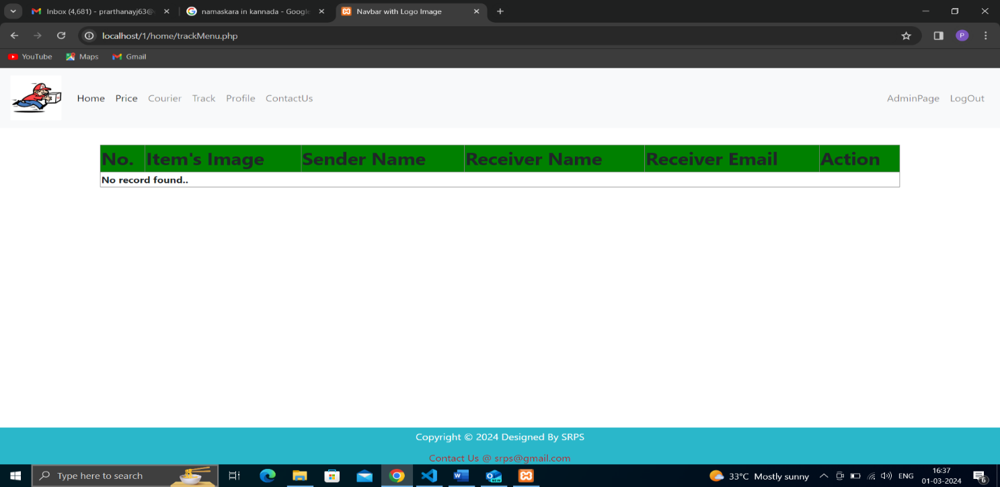 Inbox (4,681) - prarthanayj63@
namaskara in kannada - Google
Navbar with Logo Image
localhost/1/home/trackMenu.php
P
YouTube Maps Gmail
Home Price Courier Track Profile ContactUs AdminPage LogOut
No. Item's Image Sender Name Receiver Name Receiver Email Action
No record found..
Copyright © 2024 Designed By SRPS
Contact Us @ srps@gmail.com
Type here to search
NEW
33°C Mostly sunny
ENG
16:37
01-03-2024
6